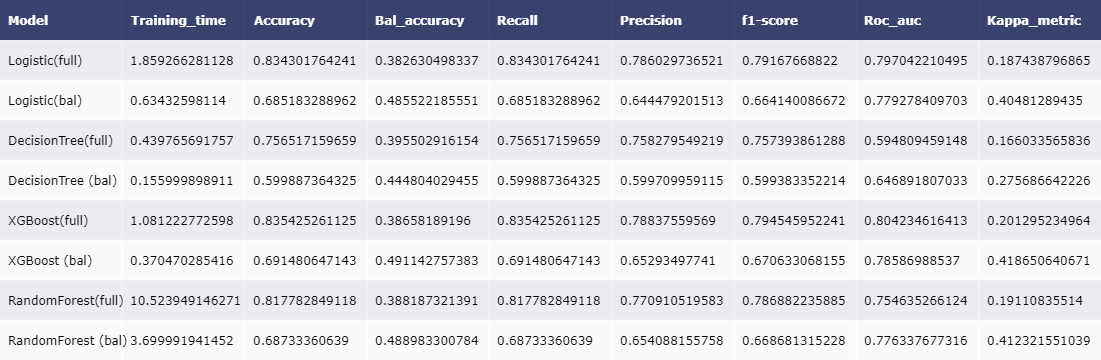 Model Training_time Accuracy Bal_accuracy Recall Precision f1-score Roc_auc Kappa_metric
Logistic(full) 1.859266281128 0.834301764241 0.382630498337 0.834301764241 0.786029736521 0.79167668822 0.797042210495 0.187438796865
Logistic(bal) 0.63432598114 0.685183288962 0.485522185551 0.685183288962 0.644479201513 0.664140086672 0.779278409703 0.40481289435
DecisionTree(full) 0.439765691757 0.756517159659 0.395502916154 0.756517159659 0.758279549219 0.757393861288 0.594809459148 0.166033565836
DecisionTree (bal) 0.155999898911 0.599887364325 0.444804029455 0.599887364325 0.599709959115 0.599383352214 0.646891807033 0.275686642226
XGBoost(full) 1.081222772598 0.835425261125 0.38658189196 0.835425261125 0.78837559569 0.794545952241 0.804234616413 0.201295234964
XGBoost (bal) 0.370470285416 0.691480647143 0.491142757383 0.691480647143 0.65293497741 0.670633068155 0.78586988537 0.418650640671
RandomForest(full) 10.523949146271 0.817782849118 0.388187321391 0.817782849118 0.770910519583 0.786882235885 0.754635266124 0.19110835514
RandomForest (bal) 3.699991941452 0.68733360639 0.488983300784 0.68733360639 0.654088155758 0.668681315228 0.776337677316 0.412321551039